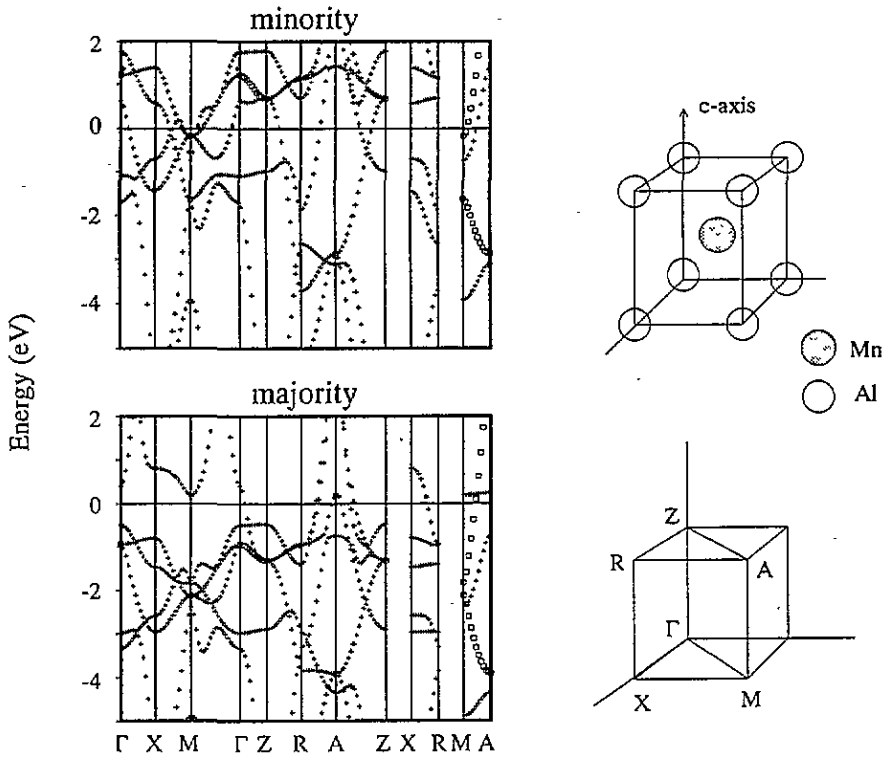 minority
2
0
-2
-4
Energy (eV)
majority
2
0
-2
-4
Γ X M Γ Z R A Z X R M A
c-axis
Mn
Al
Z
R
A
Γ
X
M